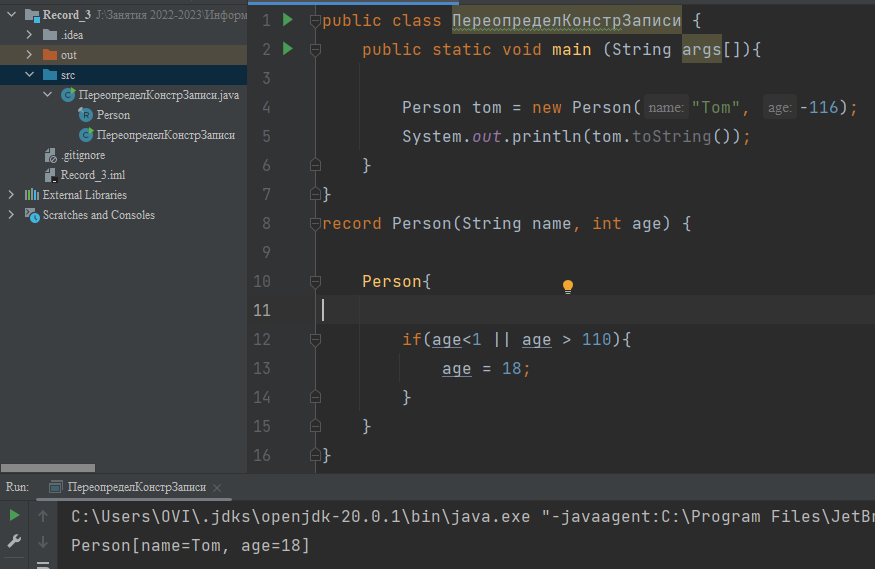 Record_3 J:\Занятия 2022-2023\Информ
.idea
out
src
ПереопределКонстрЗаписи.java
Person
ПереопределКонстрЗаписи
.gitignore
Record_3.iml
External Libraries
Scratches and Consoles
1 public class ПереопределКонстрЗаписи {
2 public static void main (String args[]){
3
4 Person tom = new Person( name: "Tom", age: -116);
5 System.out.println(tom.toString());
6 }
7 }
8 record Person(String name, int age) {
9
10 Person{
11
12 if(age<1 || age > 110){
13 age = 18;
14 }
15 }
16 }
Run: ПереопределКонстрЗаписи
C:\Users\OVI\.jdks\openjdk-20.0.1\bin\java.exe "-javaagent:C:\Program Files\JetBr
Person[name=Tom, age=18]